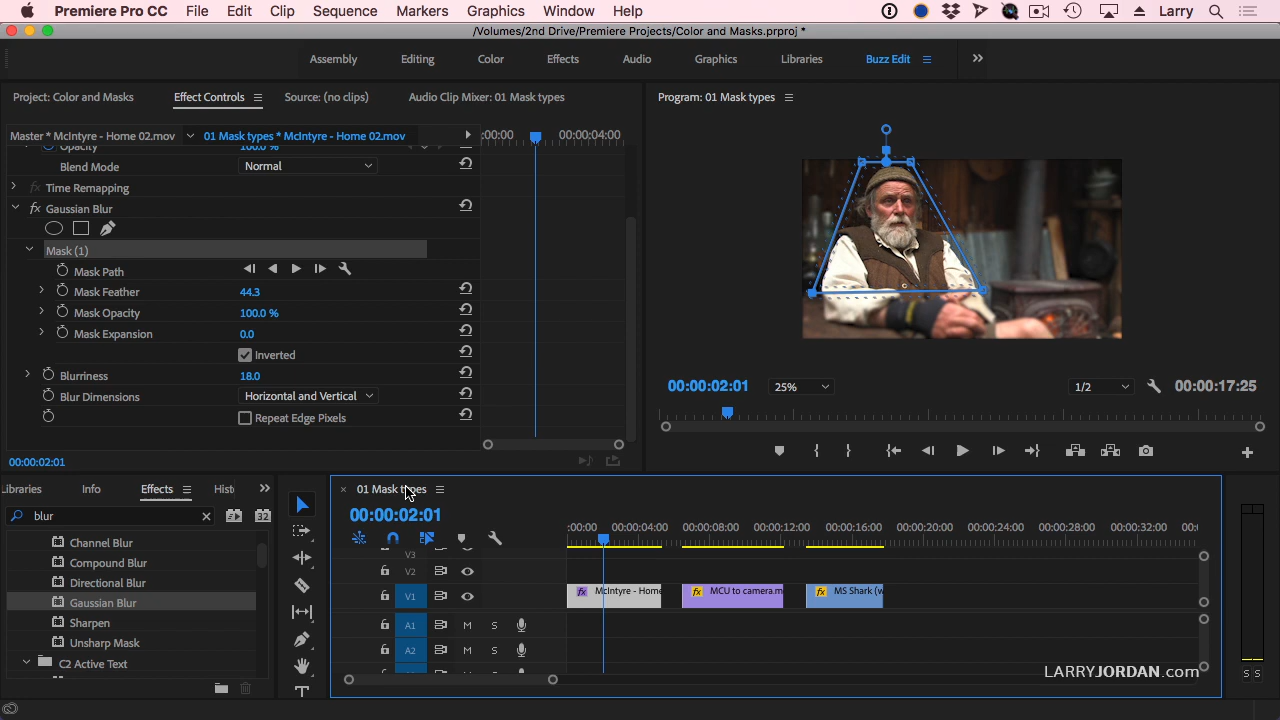 Premiere Pro CC File Edit Clip Sequence Markers Graphics Window Help Larry
/Volumes/2nd Drive/Premiere Projects/Color and Masks.prproj *
Assembly Editing Color Effects Audio Graphics Libraries Buzz Edit
Project: Color and Masks Effect Controls Source: (no clips) Audio Clip Mixer: 01 Mask types
Program: 01 Mask types
Master * McIntyre - Home 02.mov 01 Mask types * McIntyre - Home 02.mov :00:00 00:00:04:00
Opacity 100.0 %
Blend Mode Normal
fx Time Remapping
fx Gaussian Blur
Mask (1)
Mask Path
Mask Feather 44.3
Mask Opacity 100.0 %
Mask Expansion 0.0
Inverted
Blurriness 18.0
Blur Dimensions Horizontal and Vertical
Repeat Edge Pixels
00:00:02:01
00:00:02:01 25% 1/2 00:00:17:25
Libraries Info Effects Hist
blur 32
Channel Blur
Compound Blur
Directional Blur
Gaussian Blur
Sharpen
Unsharp Mask
C2 Active Text
T
× 01 Mask types
00:00:02:01
:00:00 00:00:04:00 00:00:08:00 00:00:12:00 00:00:16:00 00:00:20:00 00:00:24:00 00:00:28:00 00:00:32:00 00:
V3
V2
V1 fx McIntyre - Home fx MCU to camera.m fx MS Shark (w
A1 M S
A2 M S
LARRYJORDAN.com
S S